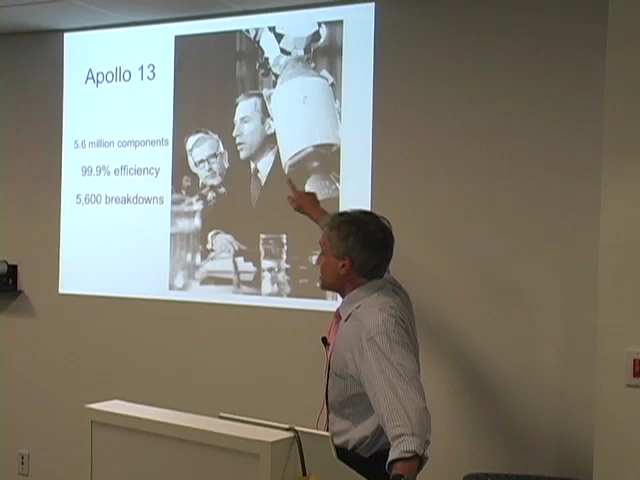 Apollo 13
5.6 million components
99.9% efficiency
5,600 breakdowns